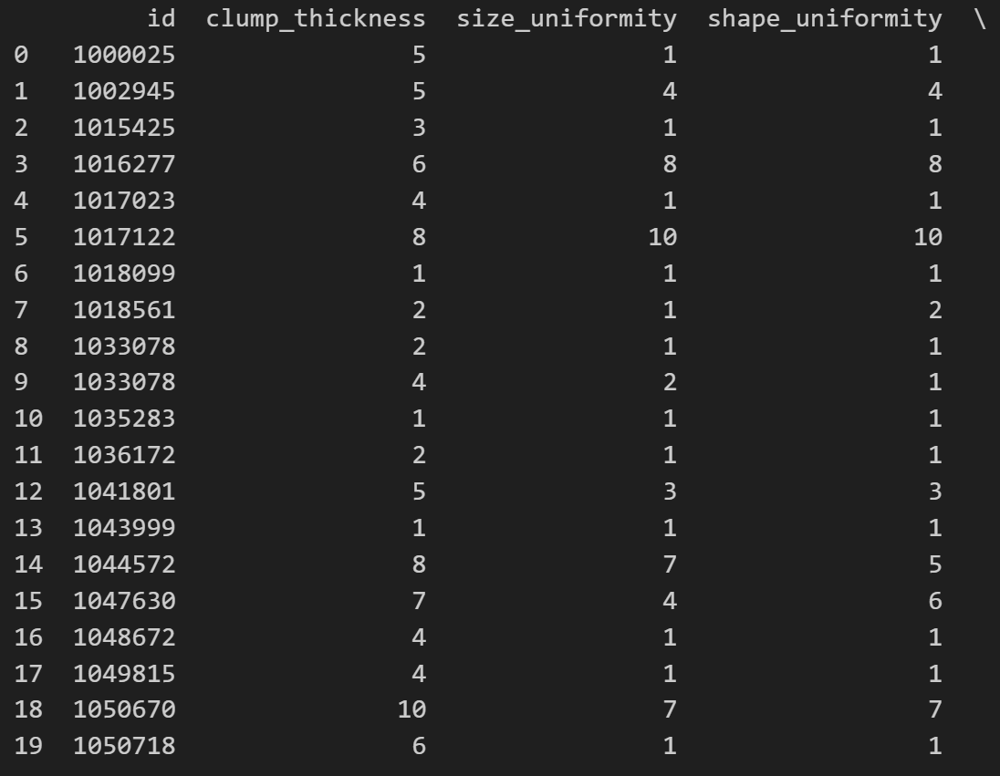 id clump_thickness size_uniformity shape_uniformity \
0 1000025 5 1 1
1 1002945 5 4 4
2 1015425 3 1 1
3 1016277 6 8 8
4 1017023 4 1 1
5 1017122 8 10 10
6 1018099 1 1 1
7 1018561 2 1 2
8 1033078 2 1 1
9 1033078 4 2 1
10 1035283 1 1 1
11 1036172 2 1 1
12 1041801 5 3 3
13 1043999 1 1 1
14 1044572 8 7 5
15 1047630 7 4 6
16 1048672 4 1 1
17 1049815 4 1 1
18 1050670 10 7 7
19 1050718 6 1 1